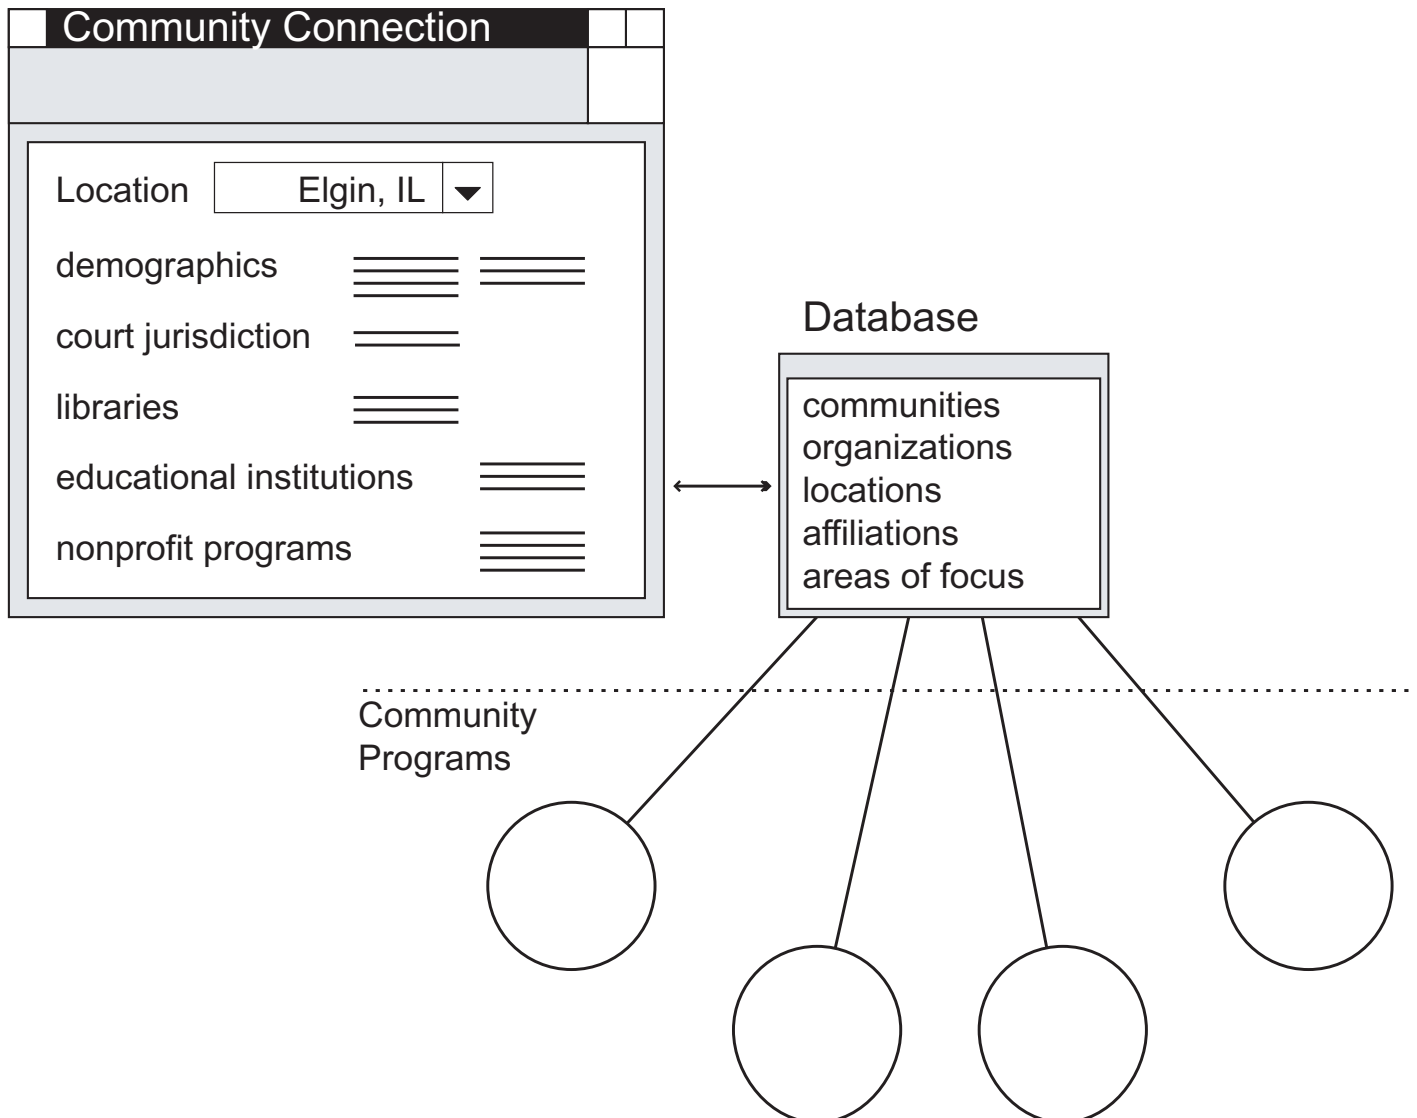 Community Connection
Location Elgin, IL
demographics
court jurisdiction
libraries
educational institutions
nonprofit programs
Database
communities
organizations
locations
affiliations
areas of focus
Community
Programs